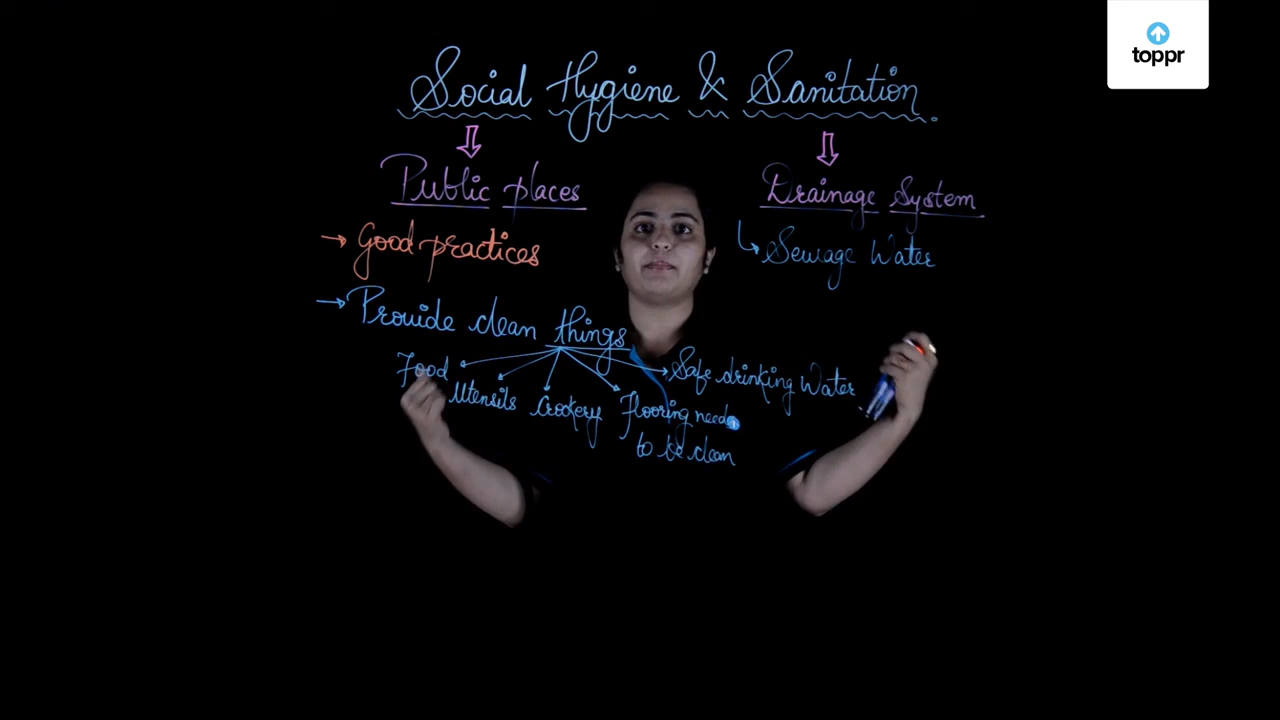 toppr
Social Hygiene & Sanitation.
Public places
Drainage System
→ Good practices
Sewage Water
→ Provide clean things
Food
Utensils
Crockery
Flooring needs
to be clean
Safe drinking Water